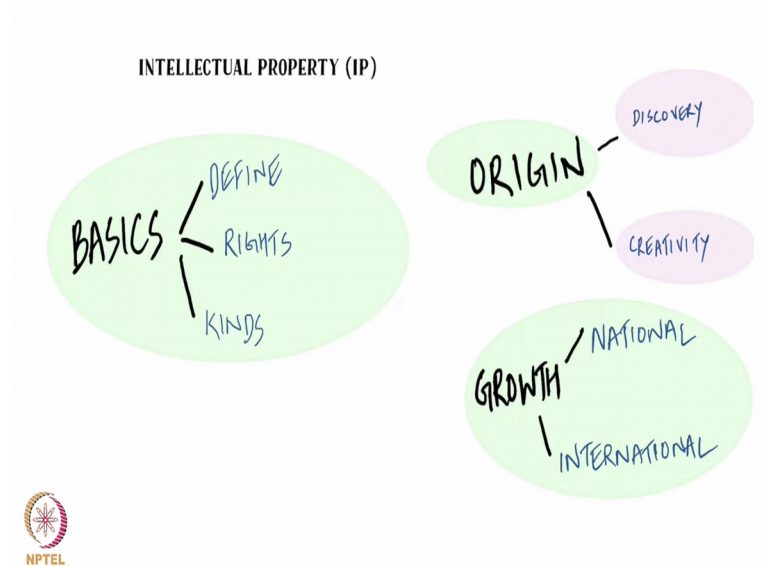 INTELLECTUAL PROPERTY (IP)
BASICS
DEFINE
RIGHTS
KINDS
ORIGIN
DISCOVERY
CREATIVITY
GROWTH
NATIONAL
INTERNATIONAL
NPTEL